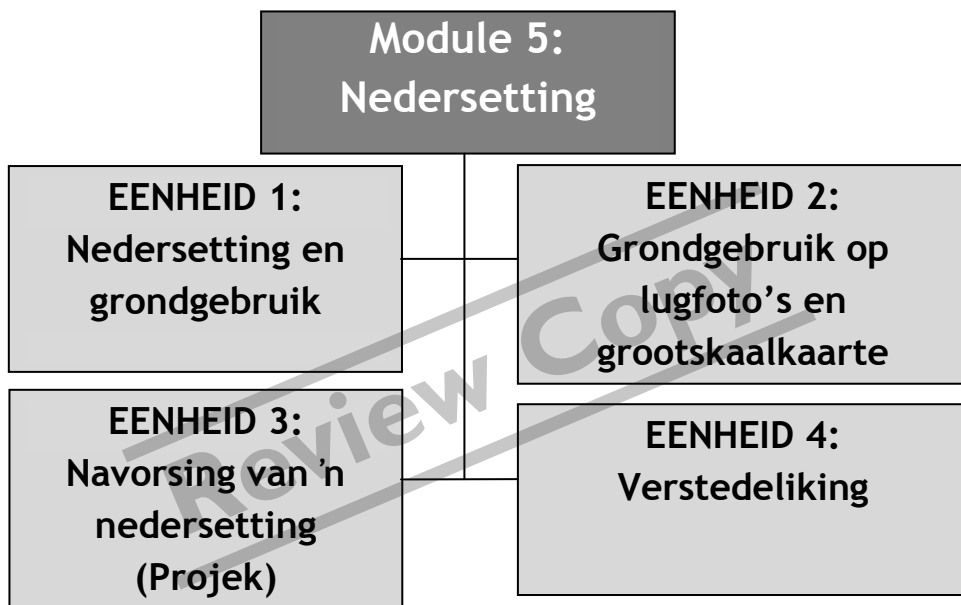 Module 5:
Nedersetting
EENHEID 1:
Nedersetting en
grondgebruik
EENHEID 2:
Grondgebruik op
lugfoto’s en
grootskaalkaarte
EENHEID 3:
Navorsing van ŉ
nedersetting
(Projek)
EENHEID 4:
Verstedeliking
Review Copy